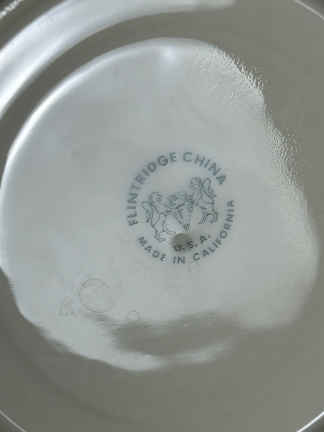 FLINTRIDGE CHINA
U.S.A.
MADE IN CALIFORNIA